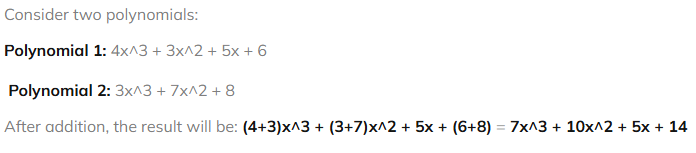 Consider two polynomials:
Polynomial 1: 4x^3 + 3x^2 + 5x + 6
Polynomial 2: 3x^3 + 7x^2 + 8
After addition, the result will be: (4+3)x^3 + (3+7)x^2 + 5x + (6+8) = 7x^3 + 10x^2 + 5x + 14